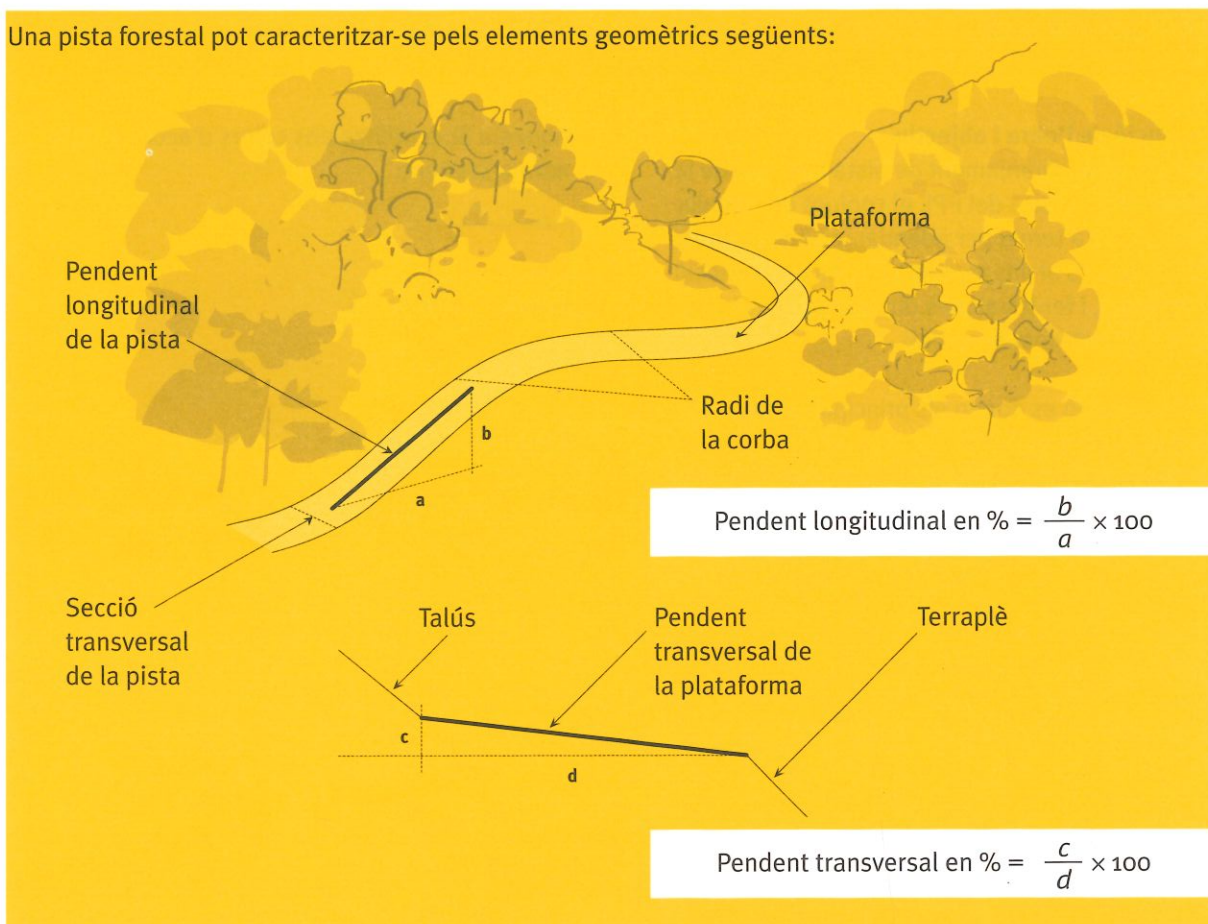 Una pista forestal pot caracteritzar-se pels elements geomètrics següents:
Plataforma
Pendent
longitudinal
de la pista
Radi de
la corba
b
a
Pendent longitudinal en % = b/a × 100
Secció
transversal
de la pista
Talús
Pendent
transversal de
la plataforma
Terraplè
c
d
Pendent transversal en % = c/d × 100